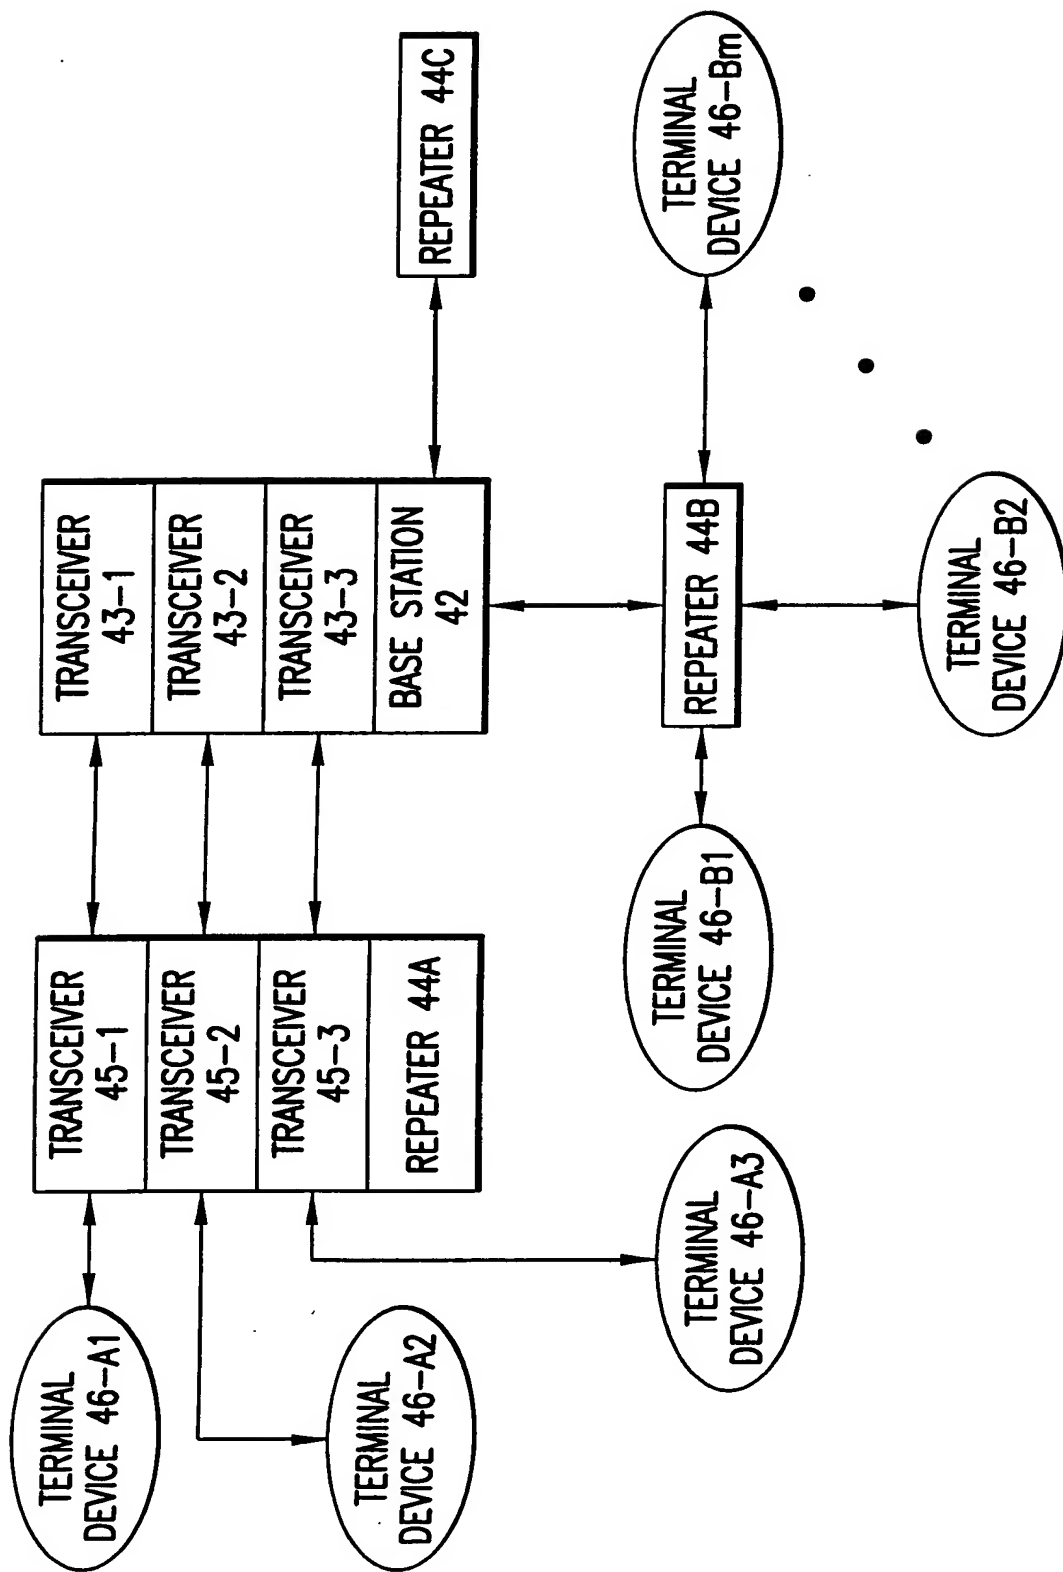 TERMINAL
DEVICE 46-A1
TRANSCEIVER
45-1
TRANSCEIVER
43-1
TERMINAL
DEVICE 46-A2
TRANSCEIVER
45-2
TRANSCEIVER
43-2
TRANSCEIVER
45-3
TRANSCEIVER
43-3
REPEATER 44A
BASE STATION
42
REPEATER 44C
TERMINAL
DEVICE 46-A3
TERMINAL
DEVICE 46-B1
REPEATER 44B
TERMINAL
DEVICE 46-Bm
TERMINAL
DEVICE 46-B2